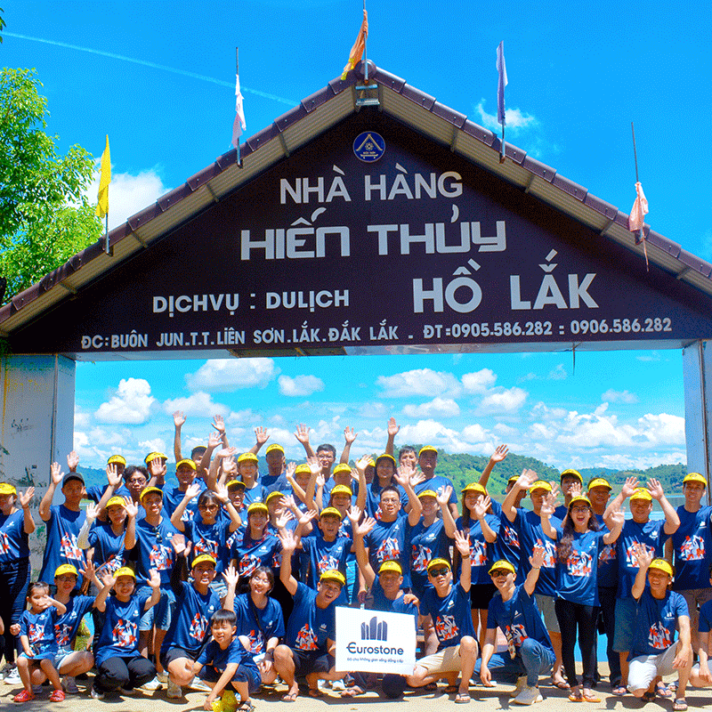 NHÀ HÀNG
HIẾN THỦY
DỊCHVỤ : DULỊCH HỒ LẮK
ĐC:BUÔN JUN.T.T.LIÊN SƠN.LẮK.ĐẮK LẮK . ĐT:0905.586.282 : 0906.586.282
Eurostone